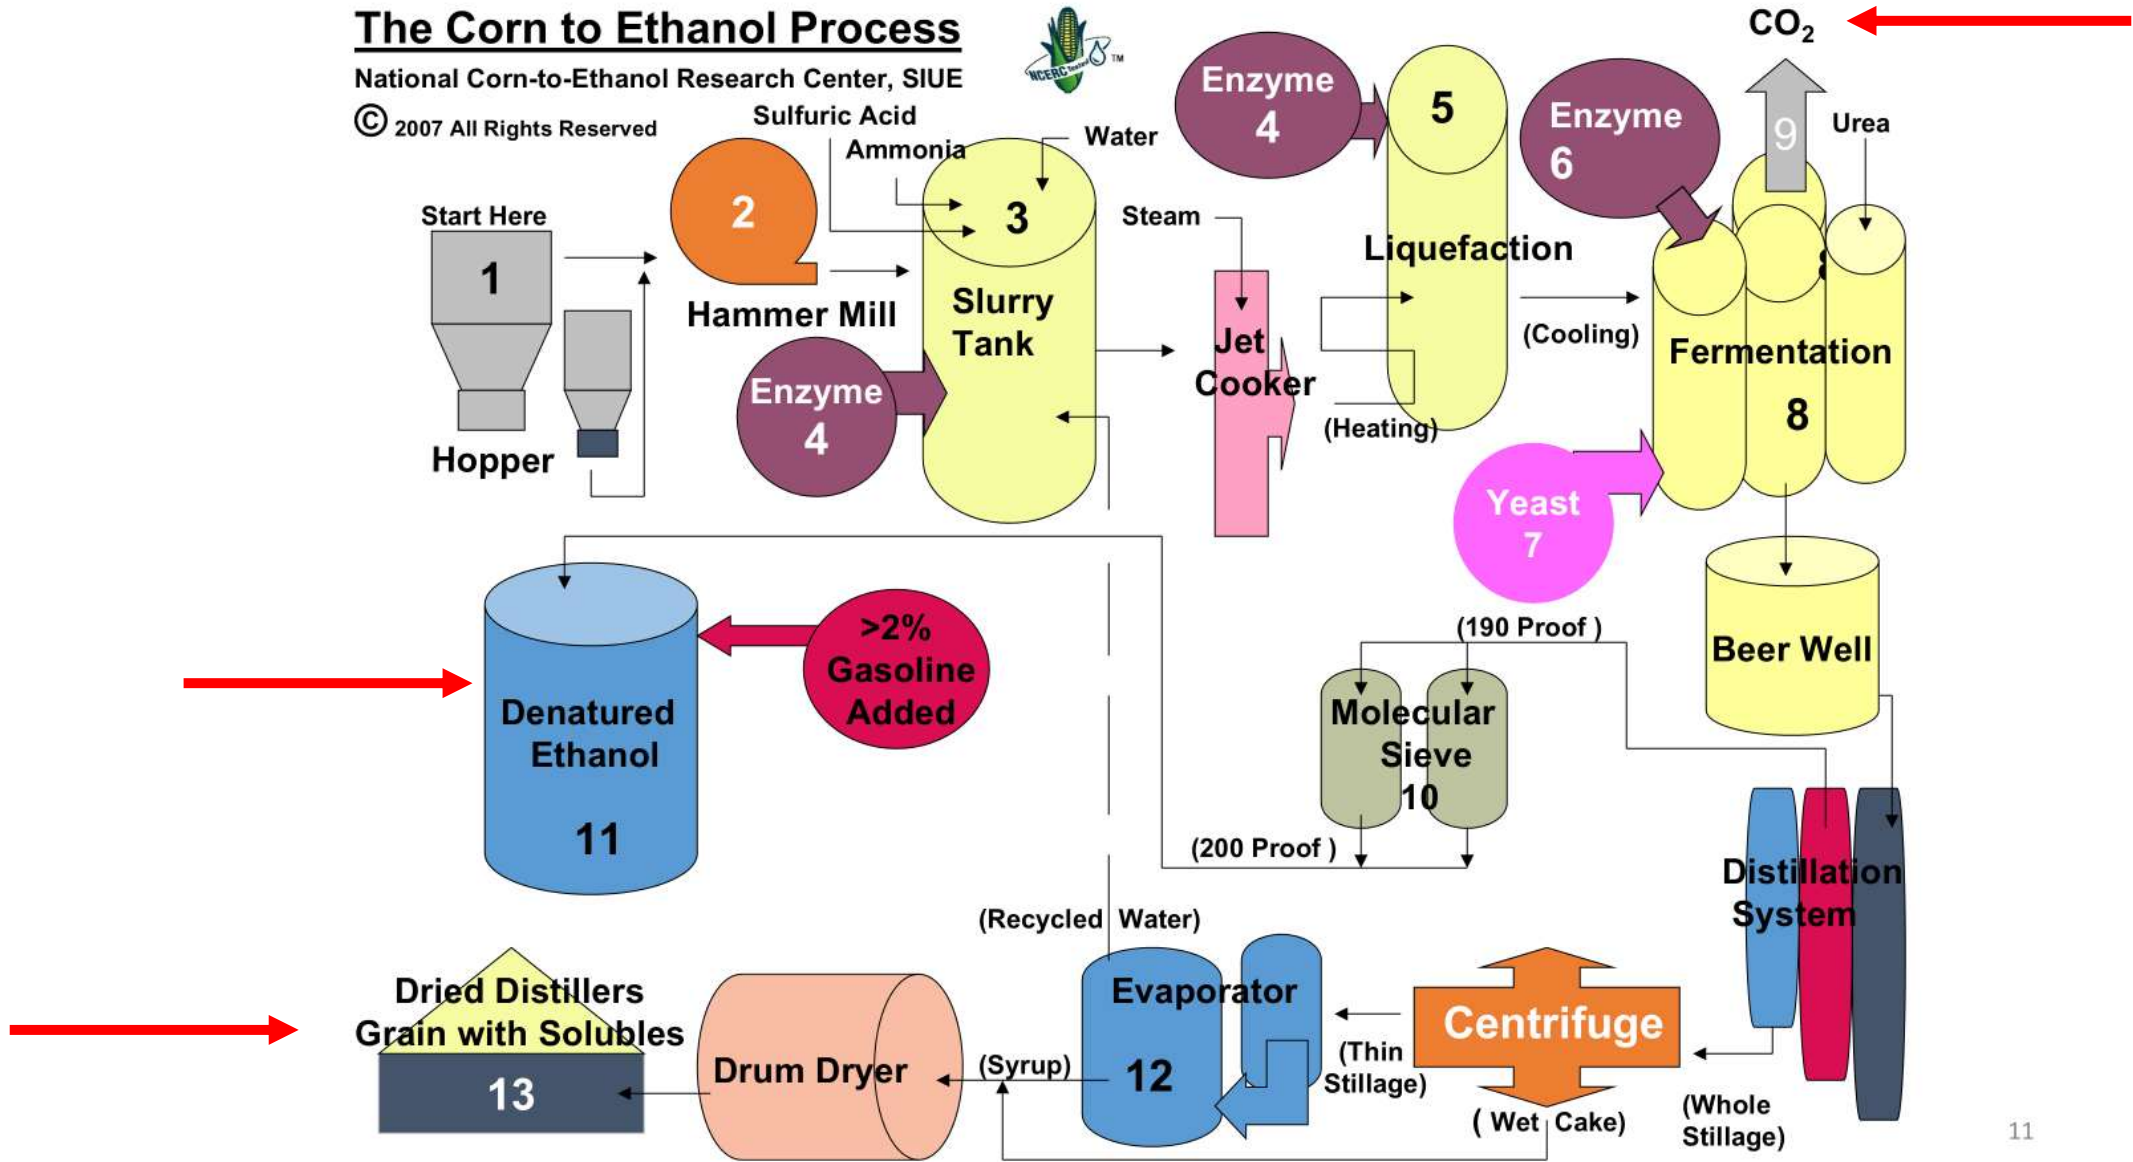 The Corn to Ethanol Process
National Corn-to-Ethanol Research Center, SIUE
© 2007 All Rights Reserved
NCERC Tested
TM
CO2
9
Start Here
1
Hopper
2
Hammer Mill
Sulfuric Acid
Ammonia
Water
3
Slurry
Tank
Enzyme
4
Steam
Jet
Cooker
(Heating)
Enzyme
4
5
Liquefaction
(Cooling)
Enzyme
6
Urea
8
Fermentation
8
Yeast
7
Beer Well
(190 Proof )
Molecular
Sieve
10
(200 Proof )
Distillation
System
>2%
Gasoline
Added
Denatured
Ethanol
11
(Whole
Stillage)
Centrifuge
( Wet Cake)
(Thin
Stillage)
Evaporator
12
(Recycled Water)
(Syrup)
Drum Dryer
Dried Distillers
Grain with Solubles
13
11